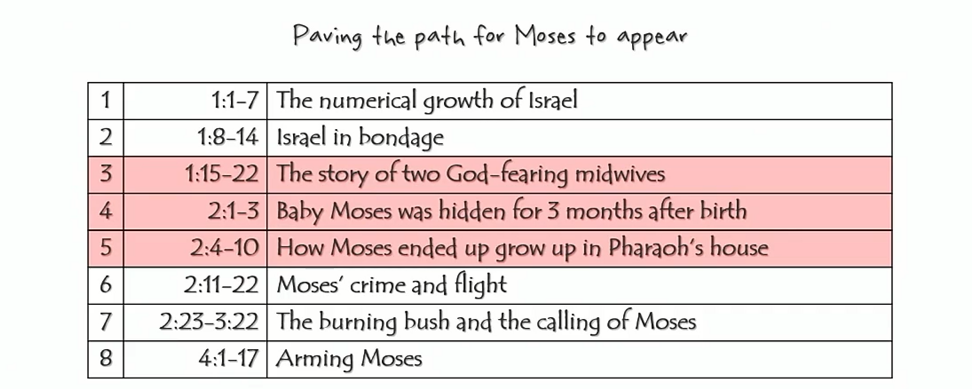 Paving the path for Moses to appear
1 1:1-7 The numerical growth of Israel
2 1:8-14 Israel in bondage
3 1:15-22 The story of two God-fearing midwives
4 2:1-3 Baby Moses was hidden for 3 months after birth
5 2:4-10 How Moses ended up grow up in Pharaoh's house
6 2:11-22 Moses' crime and flight
7 2:23-3:22 The burning bush and the calling of Moses
8 4:1-17 Arming Moses